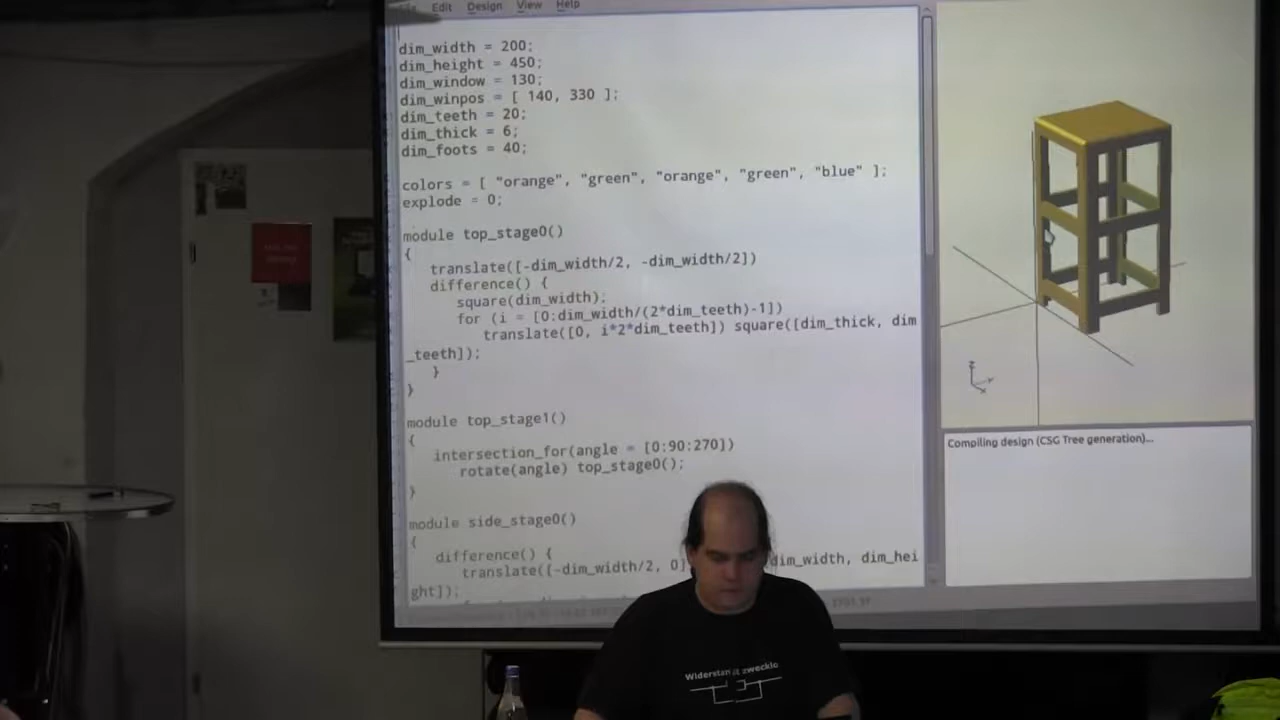 Edit Design View Help
dim_width = 200;
dim_height = 450;
dim_window = 130;
dim_winpos = [ 140, 330 ];
dim_teeth = 20;
dim_thick = 6;
dim_foots = 40;
colors = [ "orange", "green", "orange", "green", "blue" ];
explode = 0;
module top_stage0()
{
translate([-dim_width/2, -dim_width/2])
difference() {
square(dim_width);
for (i = [0:dim_width/(2*dim_teeth)-1])
translate([0, i*2*dim_teeth]) square([dim_thick, dim
_teeth]);
}
}
module top_stage1()
{
intersection_for(angle = [0:90:270])
rotate(angle) top_stage0();
}
module side_stage0()
{
difference() {
translate([-dim_width/2, 0] dim_width, dim_hei
ght]);
Compiling design (CSG Tree generation)...